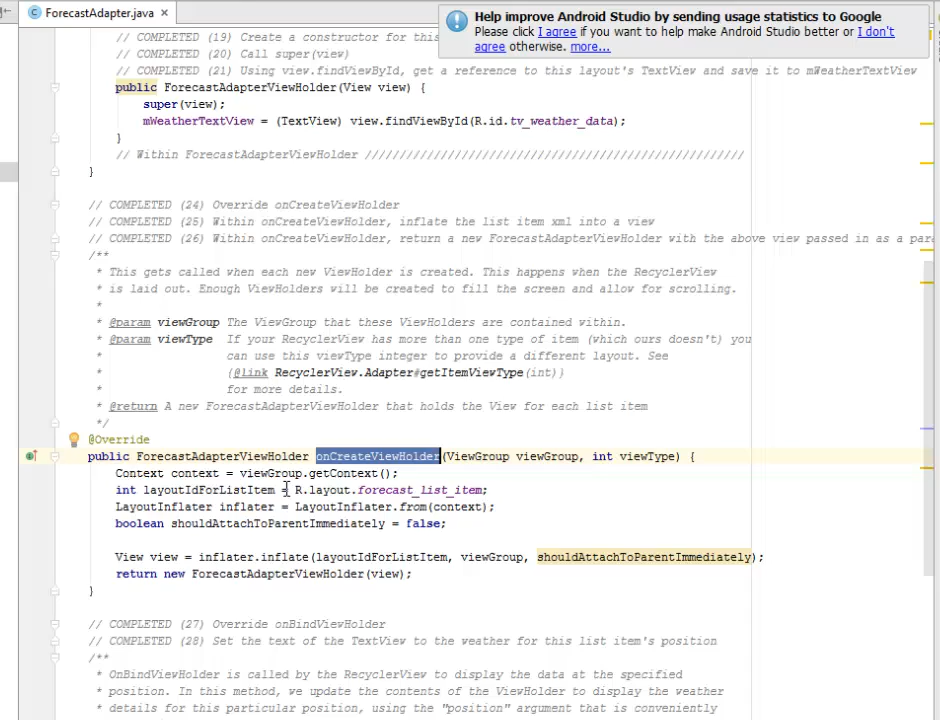 ForecastAdapter.java ×
Help improve Android Studio by sending usage statistics to Google
Please click I agree if you want to help make Android Studio better or I don't
agree otherwise. more...
// COMPLETED (19) Create a constructor for this
// COMPLETED (20) Call super(view)
// COMPLETED (21) Using view.findViewById, get a reference to this layout's TextView and save it to mWeatherTextView
public ForecastAdapterViewHolder(View view) {
super(view);
mWeatherTextView = (TextView) view.findViewById(R.id.tv_weather_data);
}
// Within ForecastAdapterViewHolder ///////////////////////////////////////////////////////
}
// COMPLETED (24) Override onCreateViewHolder
// COMPLETED (25) Within onCreateViewHolder, inflate the list item xml into a view
// COMPLETED (26) Within onCreateViewHolder, return a new ForecastAdapterViewHolder with the above view passed in as a para
/**
* This gets called when each new ViewHolder is created. This happens when the RecyclerView
* is laid out. Enough ViewHolders will be created to fill the screen and allow for scrolling.
*
* @param viewGroup The ViewGroup that these ViewHolders are contained within.
* @param viewType If your RecyclerView has more than one type of item (which ours doesn't) you
* can use this viewType integer to provide a different layout. See
* {@link RecyclerView.Adapter#getItemViewType(int)}
* for more details.
* @return A new ForecastAdapterViewHolder that holds the View for each list item
*/
@Override
public ForecastAdapterViewHolder onCreateViewHolder(ViewGroup viewGroup, int viewType) {
Context context = viewGroup.getContext();
int layoutIdForListItem = R.layout.forecast_list_item;
LayoutInflater inflater = LayoutInflater.from(context);
boolean shouldAttachToParentImmediately = false;
View view = inflater.inflate(layoutIdForListItem, viewGroup, shouldAttachToParentImmediately);
return new ForecastAdapterViewHolder(view);
}
// COMPLETED (27) Override onBindViewHolder
// COMPLETED (28) Set the text of the TextView to the weather for this list item's position
/**
* OnBindViewHolder is called by the RecyclerView to display the data at the specified
* position. In this method, we update the contents of the ViewHolder to display the weather
* details for this particular position, using the "position" argument that is conveniently